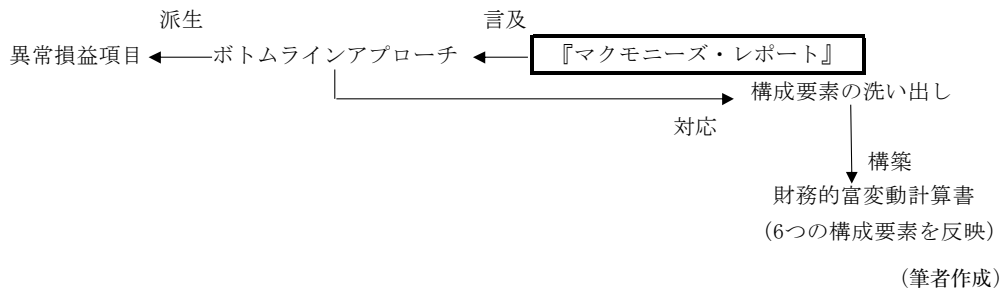 派生
言及
異常損益項目
ボトムラインアプローチ
『マクモニーズ・レポート』
構成要素の洗い出し
対応
構築
財務的富変動計算書
(6つの構成要素を反映)
(筆者作成)